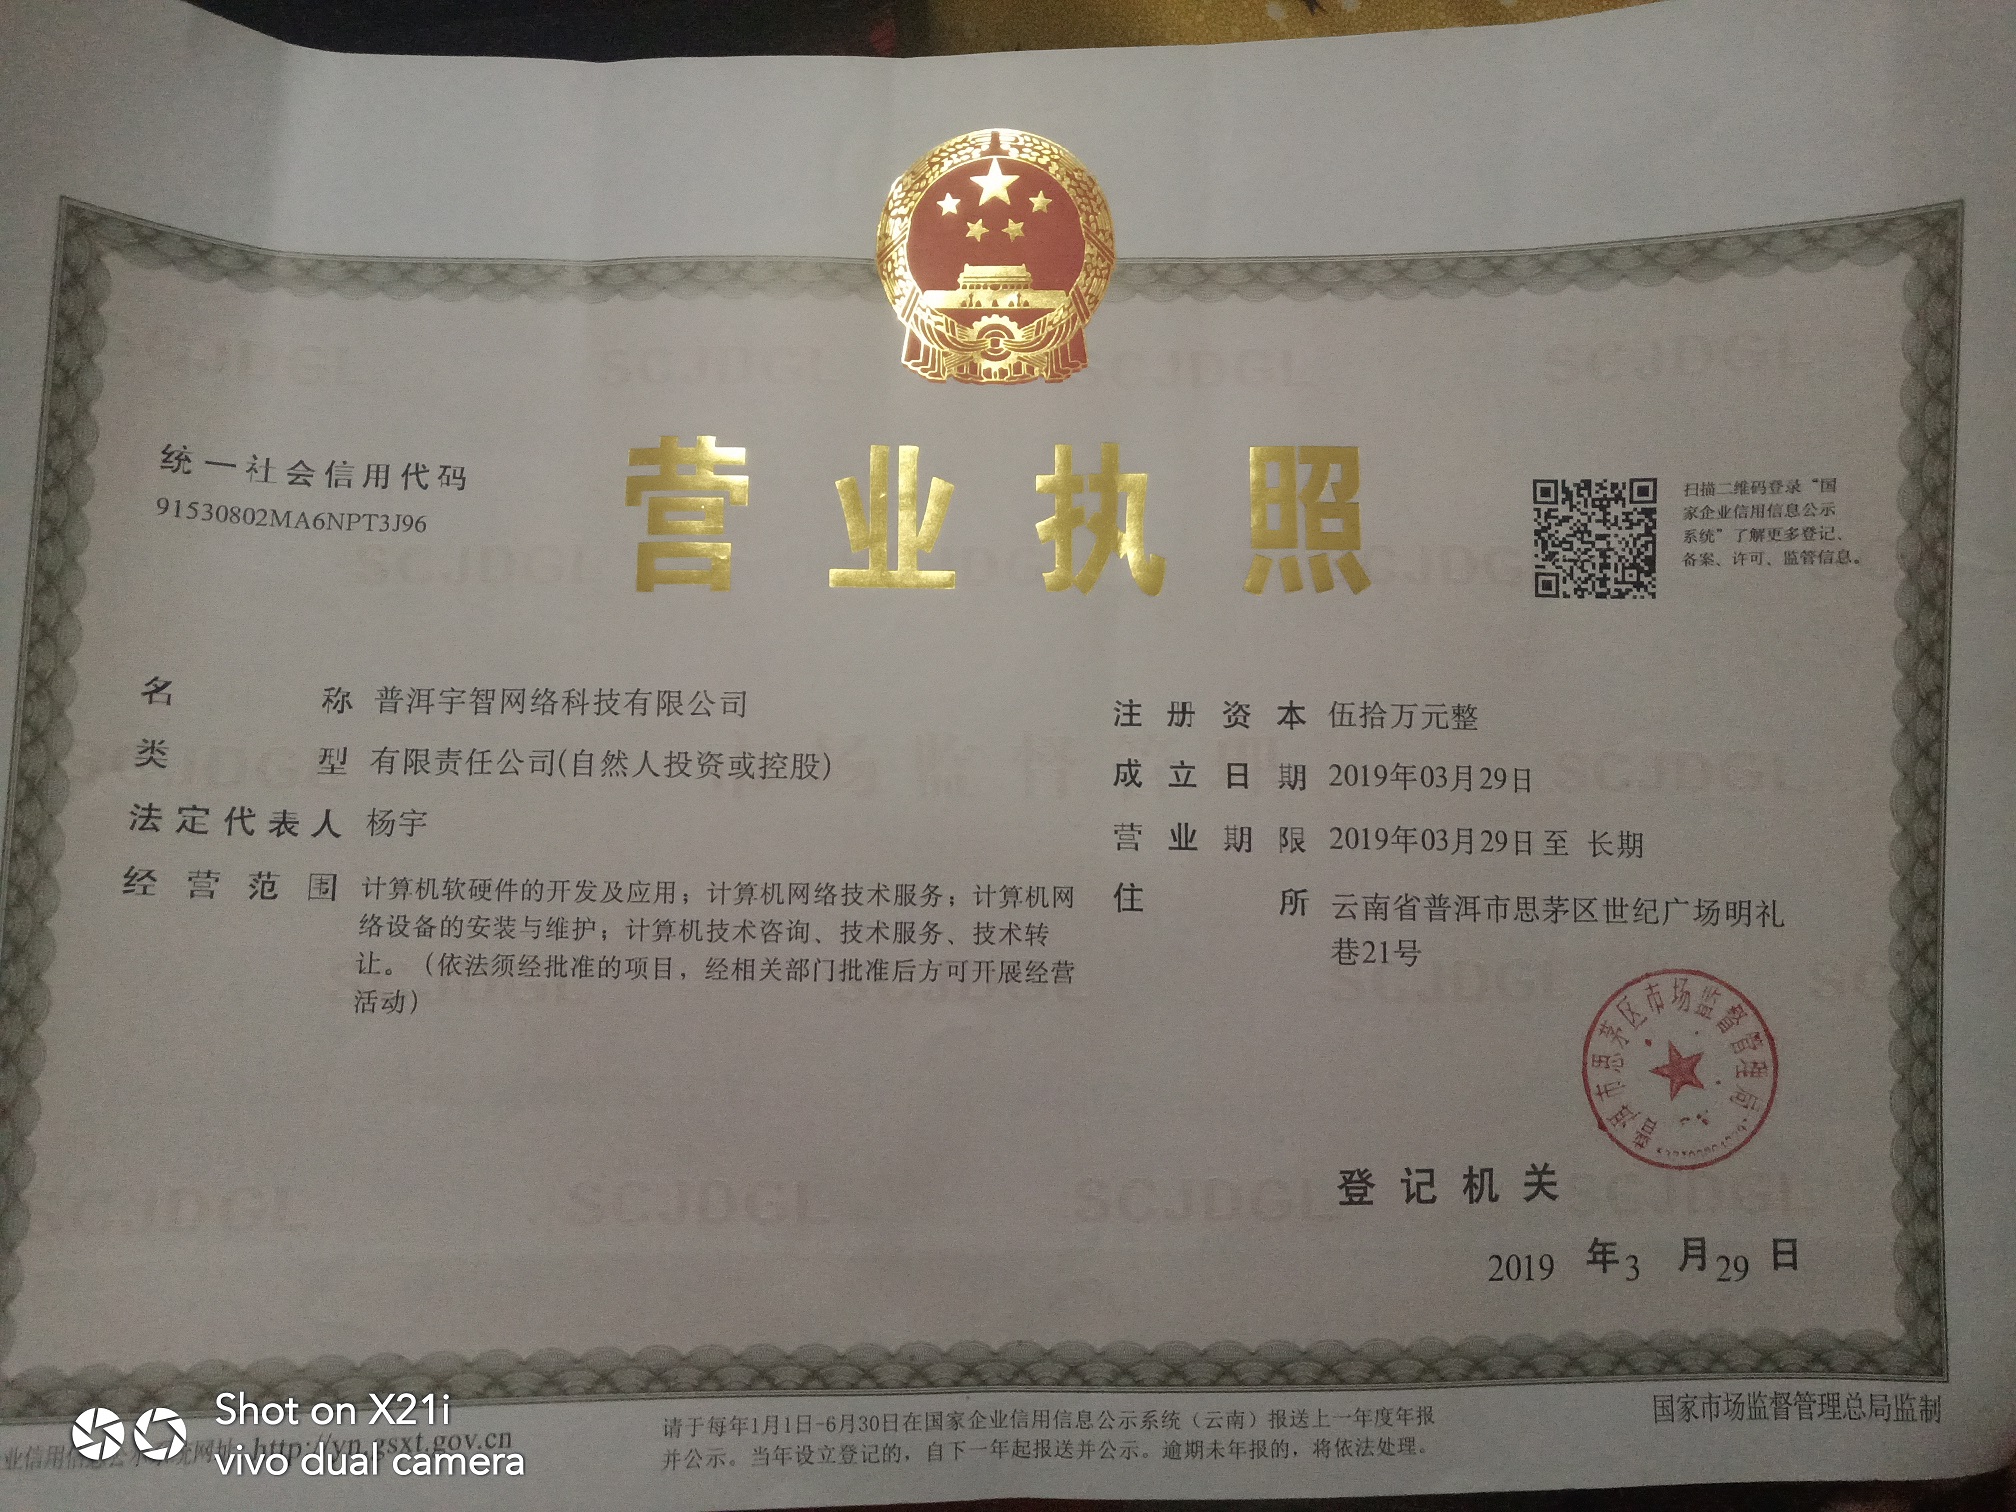 营业执照
统一社会信用代码
91530802MA6NPT3J96
扫描二维码登录“国
家企业信用信息公示
系统”了解更多登记、
备案、许可、监管信息。
名称 普洱宇智网络科技有限公司
类型 有限责任公司(自然人投资或控股)
法定代表人 杨宇
经营范围 计算机软硬件的开发及应用；计算机网络技术服务；计算机网
络设备的安装与维护；计算机技术咨询、技术服务、技术转
让。（依法须经批准的项目，经相关部门批准后方可开展经营
活动）
注册资本 伍拾万元整
成立日期 2019年03月29日
营业期限 2019年03月29日至 长期
住所 云南省普洱市思茅区世纪广场明礼
巷21号
普洱市思茅区市场监督管理局
登记机关
2019 年3 月29 日
业信用信息公示系统网址：http://yn.gsxt.gov.cn
请于每年1月1日-6月30日在国家企业信用信息公示系统（云南）报送上一年度年报
并公示。当年设立登记的，自下一年起报送并公示。逾期未年报的，将依法处理。
国家市场监督管理总局监制
Shot on X21i
vivo dual camera
SCJDGL